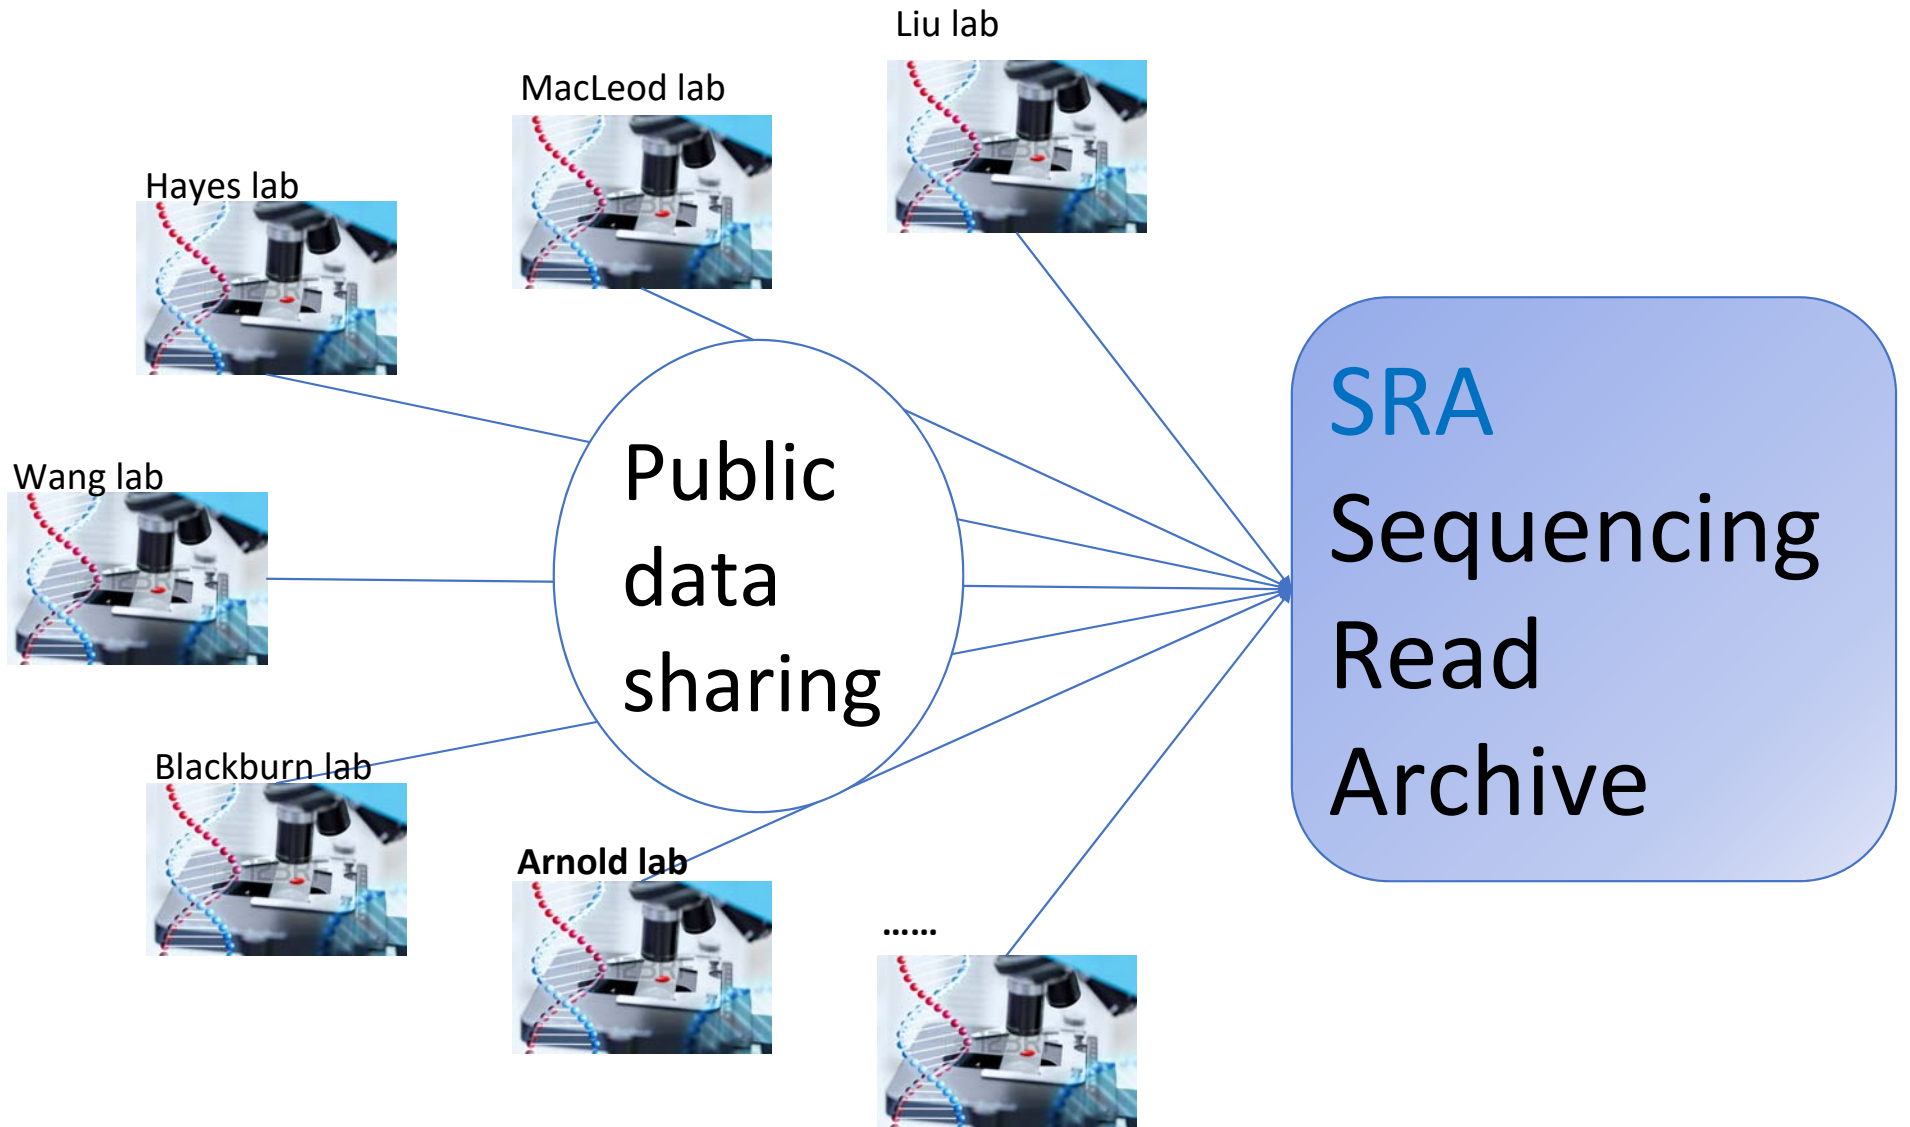 Liu lab
MacLeod lab
Hayes lab
Wang lab
Public
data
sharing
SRA
Sequencing
Read
Archive
Blackburn lab
Arnold lab
……